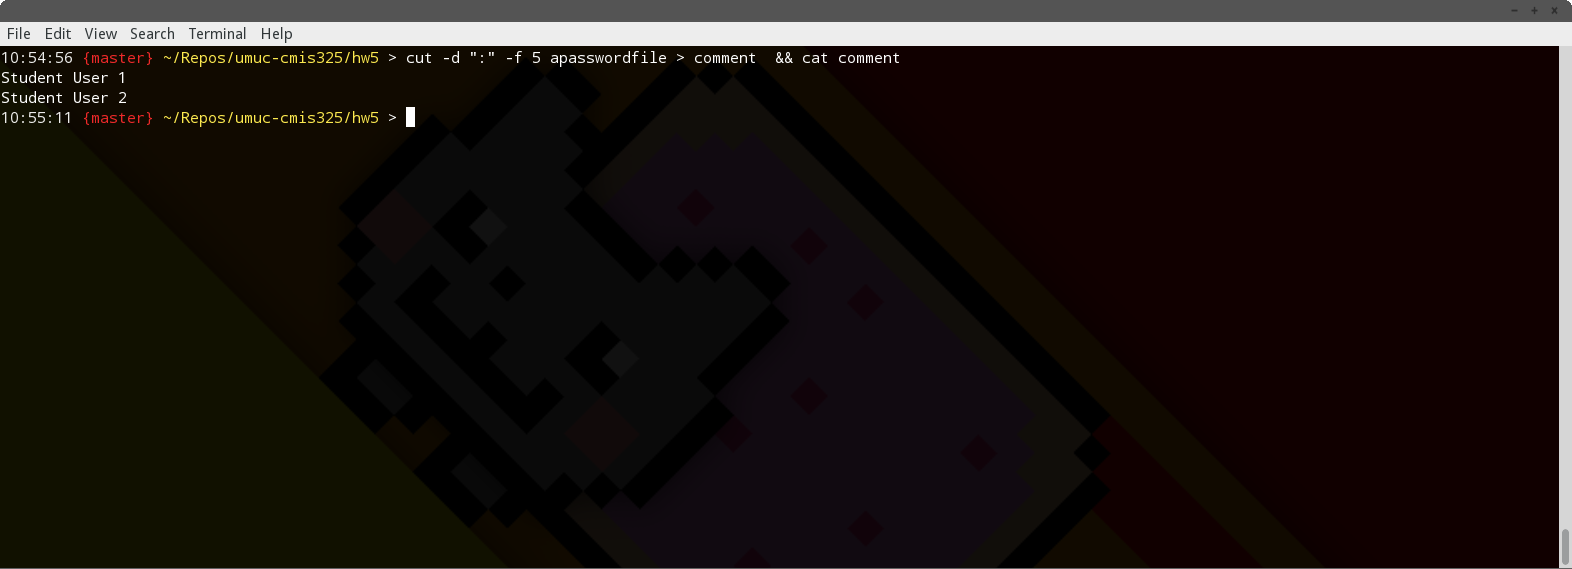 File Edit View Search Terminal Help
10:54:56 {master} ~/Repos/umuc-cmis325/hw5 > cut -d ":" -f 5 apasswordfile > comment  && cat comment
Student User 1
Student User 2
10:55:11 {master} ~/Repos/umuc-cmis325/hw5 >